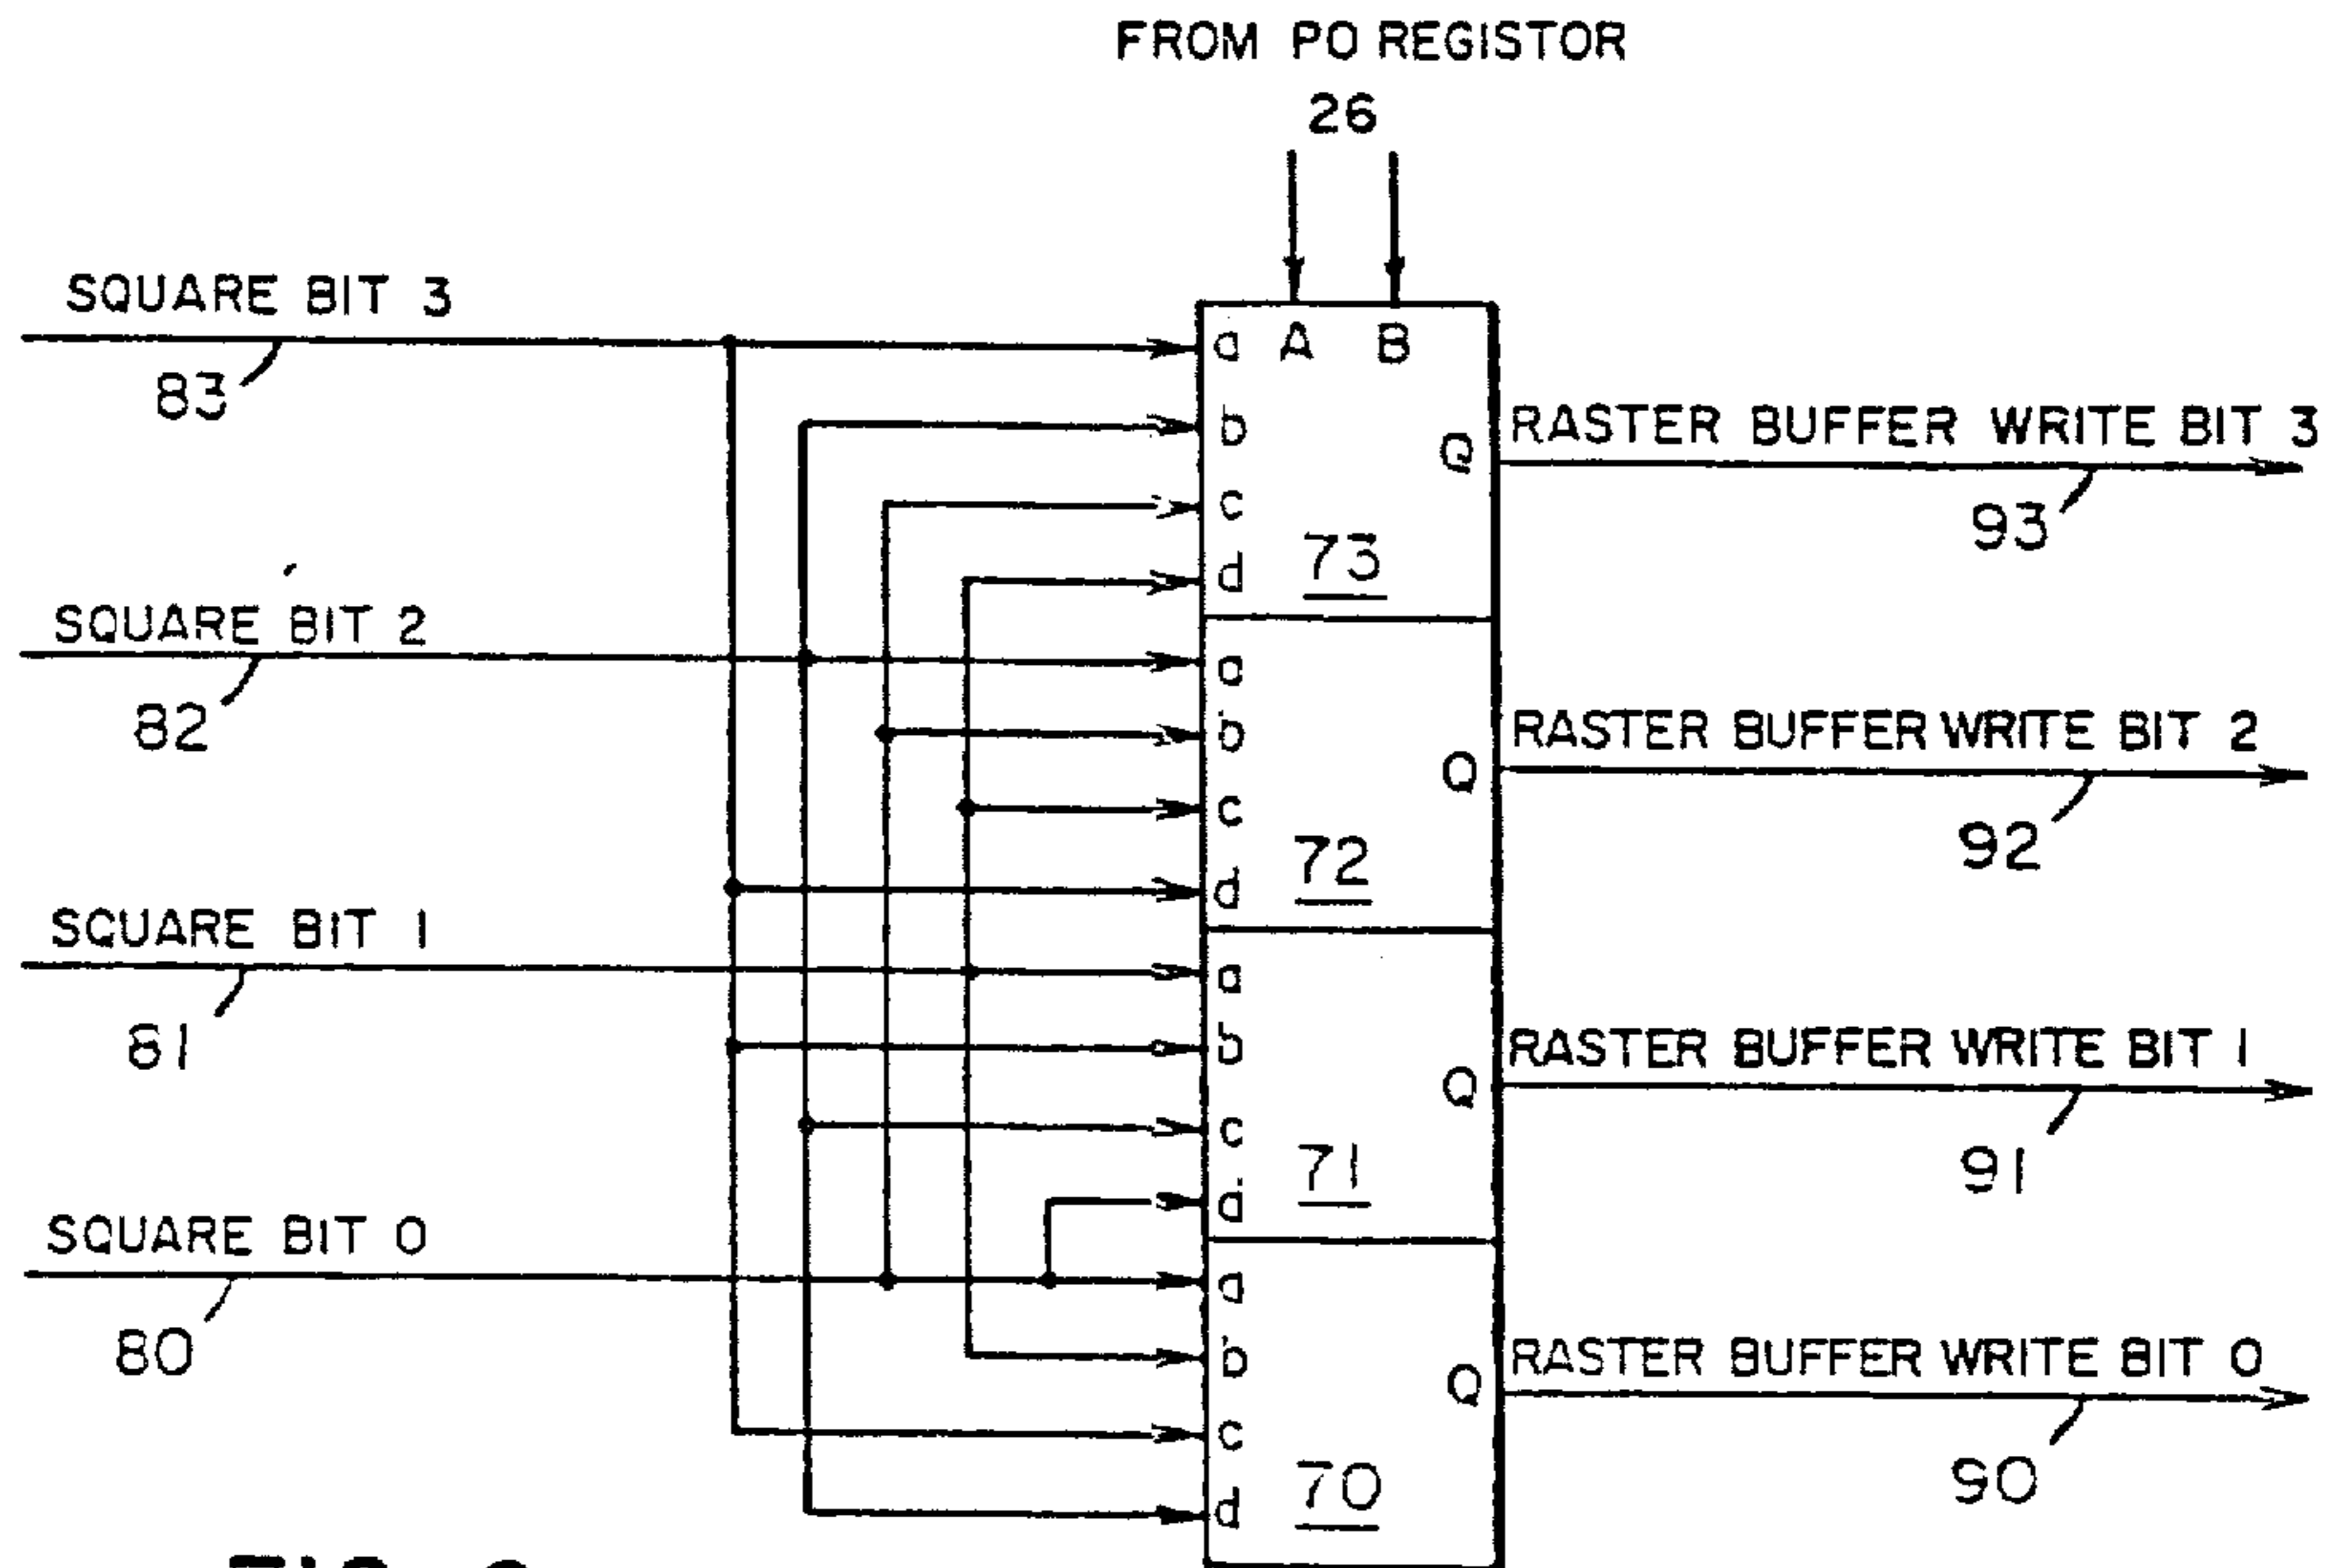 FROM PO REGISTOR
26
SQUARE BIT 3
83
a A B
b
c
d
73
Q
RASTER BUFFER WRITE BIT 3
93
SQUARE BIT 2
82
a
b
c
d
72
Q
RASTER BUFFER WRITE BIT 2
92
SQUARE BIT 1
81
a
b
c
d
71
Q
RASTER BUFFER WRITE BIT 1
91
SQUARE BIT 0
80
a
b
c
d
70
Q
RASTER BUFFER WRITE BIT 0
90